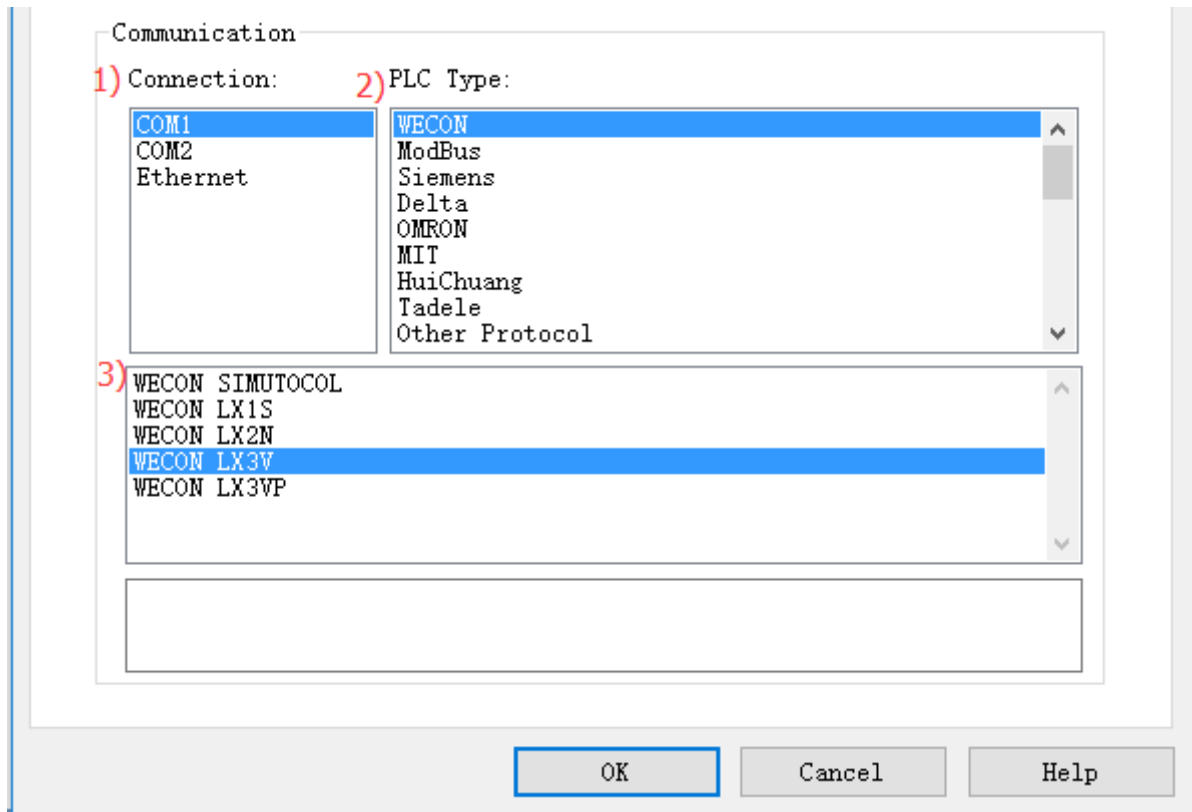 Communication
1) Connection:
2) PLC Type:
COM1
COM2
Ethernet
WECON
ModBus
Siemens
Delta
OMRON
MIT
HuiChuang
Tadele
Other Protocol
3)
WECON SIMUTOCOL
WECON LX1S
WECON LX2N
WECON LX3V
WECON LX3VP
OK
Cancel
Help